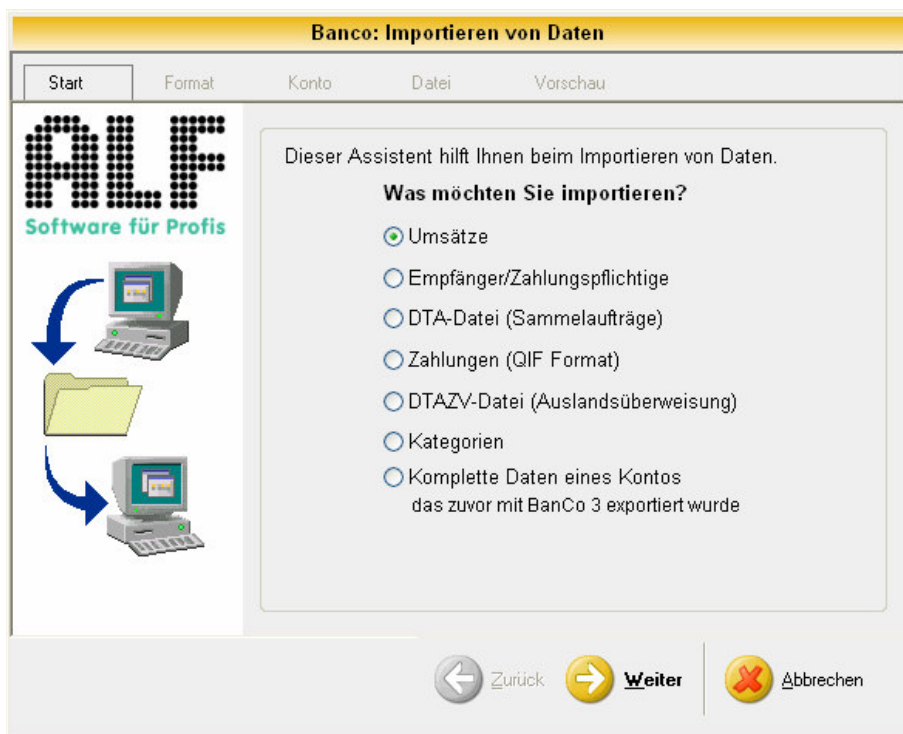 Banco: Importieren von Daten
Start Format Konto Datei Vorschau
ALF
Software für Profis
Dieser Assistent hilft Ihnen beim Importieren von Daten.
Was möchten Sie importieren?
Umsätze
Empfänger/Zahlungspflichtige
DTA-Datei (Sammelaufträge)
Zahlungen (QIF Format)
DTAZV-Datei (Auslandsüberweisung)
Kategorien
Komplette Daten eines Kontos
das zuvor mit BanCo 3 exportiert wurde
Zurück Weiter Abbrechen